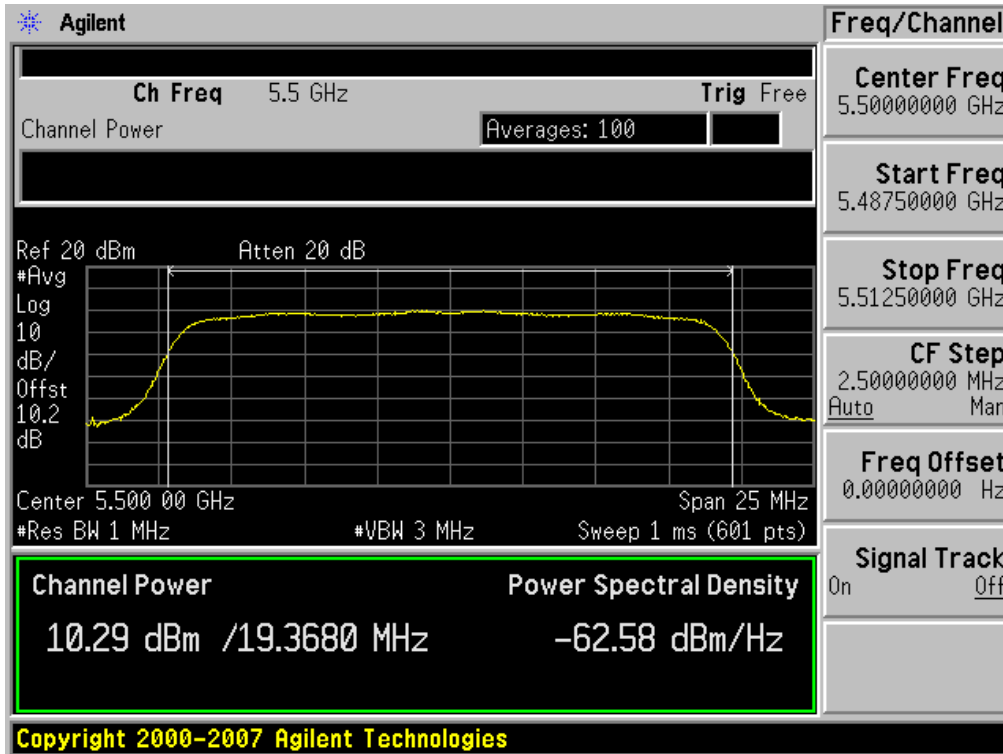 Agilent
Freq/Channel
Ch Freq 5.5 GHz Trig Free
Channel Power Averages: 100
Center Freq
5.50000000 GHz
Start Freq
5.48750000 GHz
Stop Freq
5.51250000 GHz
CF Step
2.50000000 MHz
Auto Man
Freq Offset
0.00000000 Hz
Signal Track
On Off
Ref 20 dBm Atten 20 dB
#Avg
Log
10
dB/
Offst
10.2
dB
Center 5.500 00 GHz Span 25 MHz
#Res BW 1 MHz #VBW 3 MHz Sweep 1 ms (601 pts)
Channel Power Power Spectral Density
10.29 dBm /19.3680 MHz -62.58 dBm/Hz
Copyright 2000-2007 Agilent Technologies